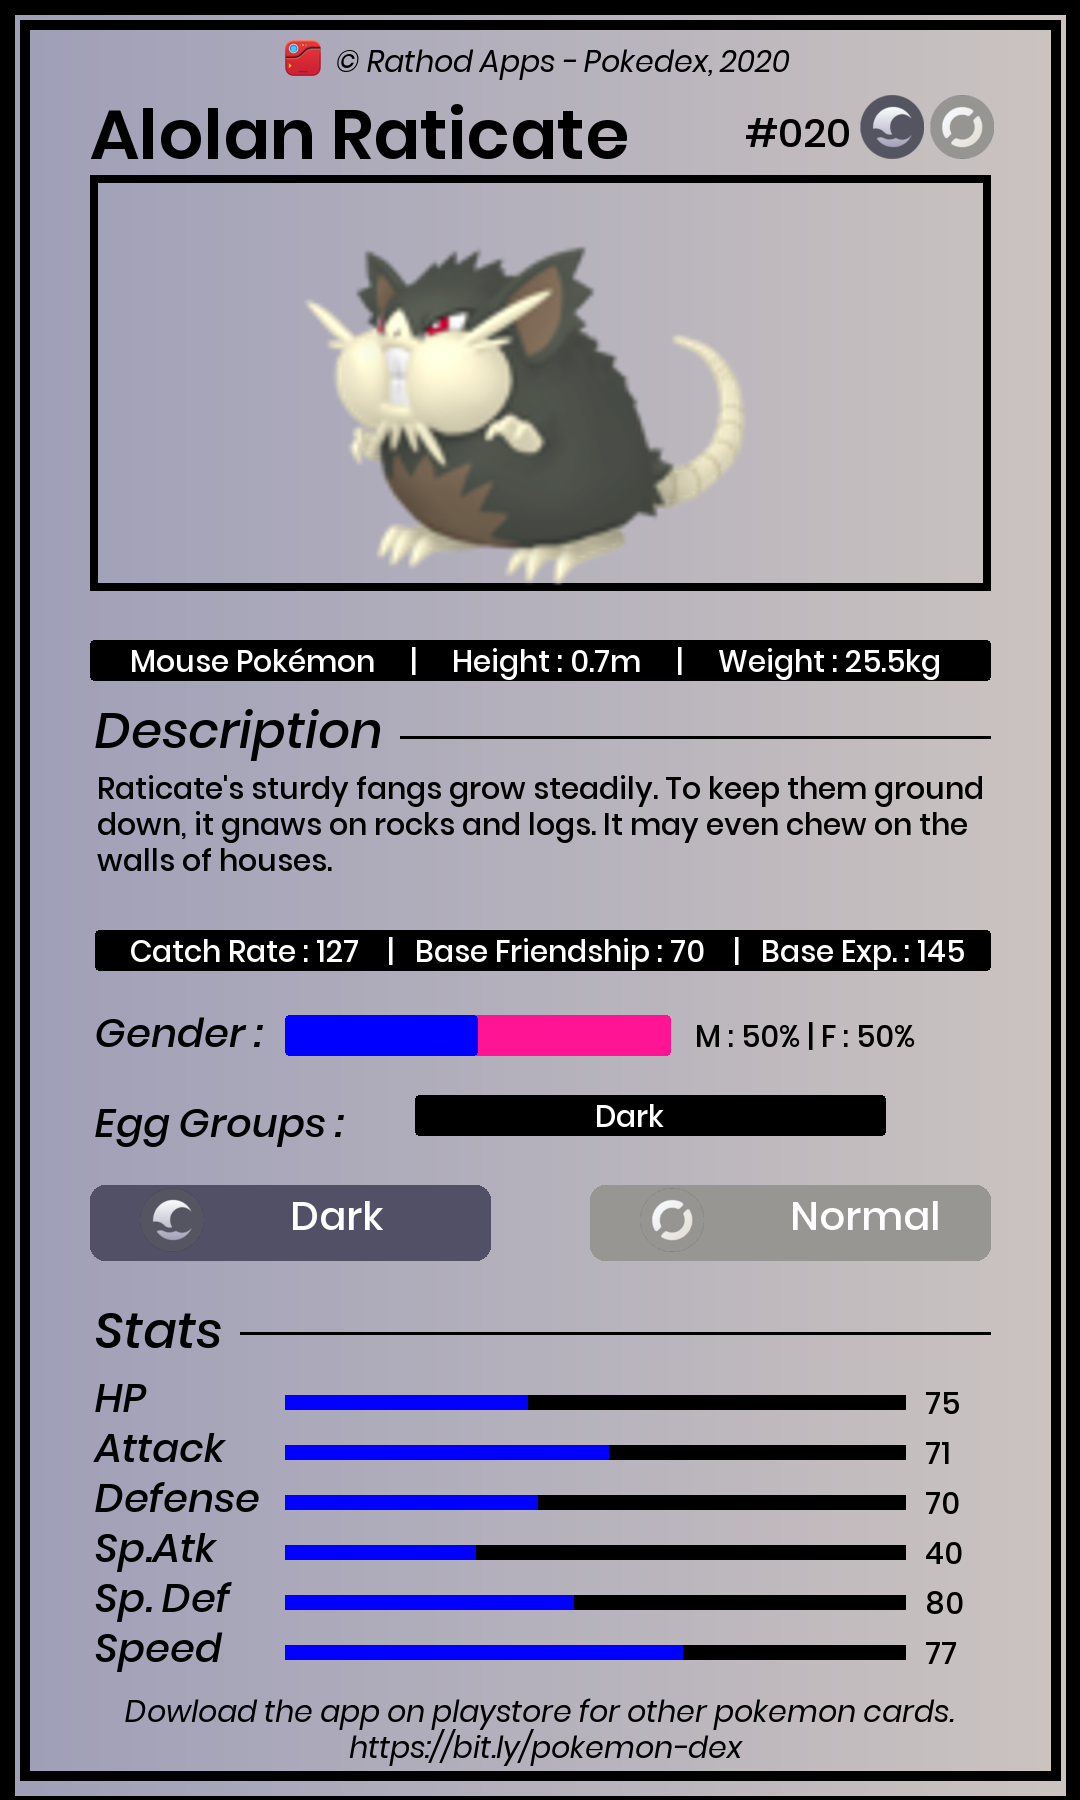 © Rathod Apps - Pokedex, 2020
Alolan Raticate #020
Mouse Pokémon | Height : 0.7m | Weight : 25.5kg
Description
Raticate's sturdy fangs grow steadily. To keep them ground
down, it gnaws on rocks and logs. It may even chew on the
walls of houses.
Catch Rate : 127 | Base Friendship : 70 | Base Exp. : 145
Gender : M : 50% | F : 50%
Egg Groups : Dark
Dark Normal
Stats
HP 75
Attack 71
Defense 70
Sp.Atk 40
Sp. Def 80
Speed 77
Dowload the app on playstore for other pokemon cards.
https://bit.ly/pokemon-dex